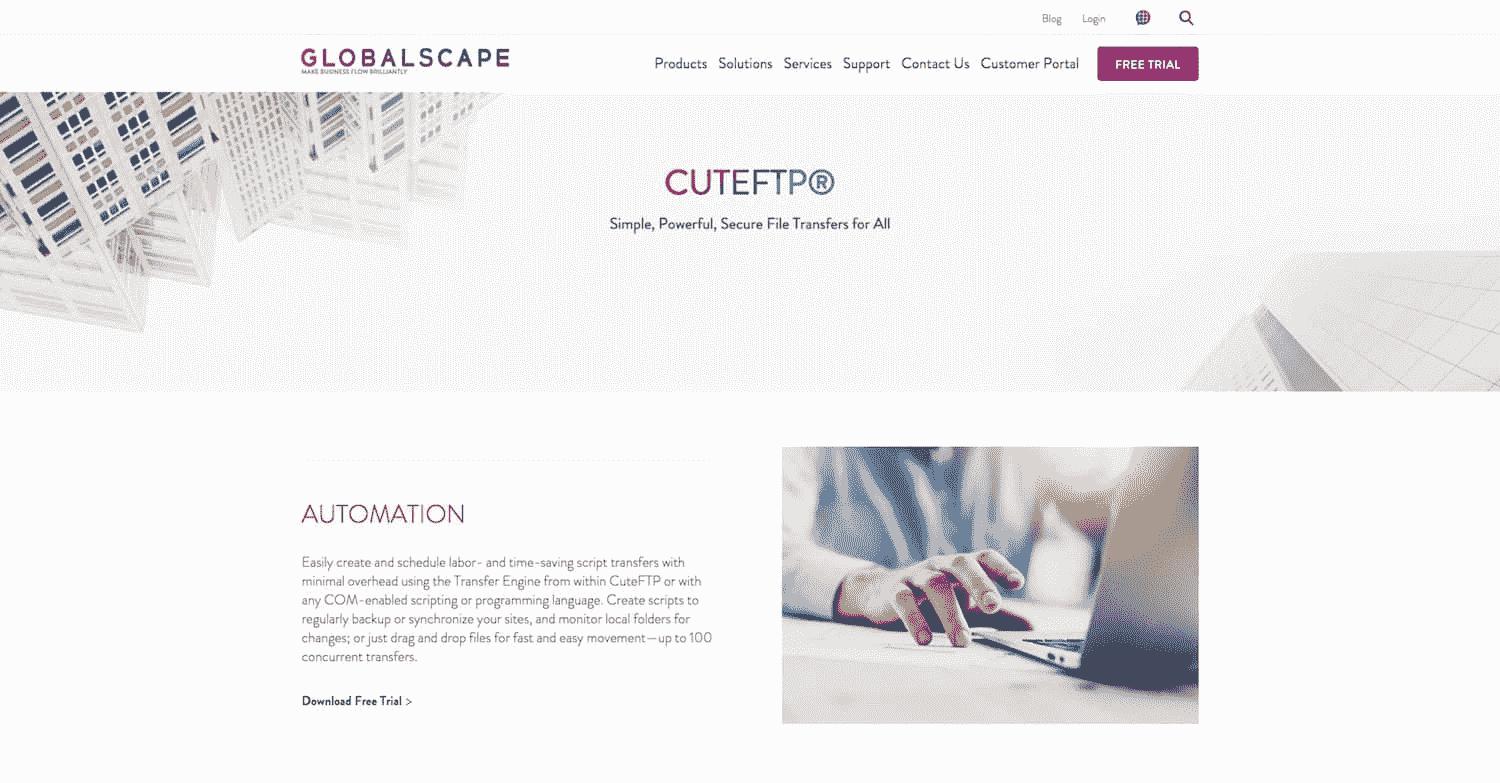 Blog Login
GLOBALSCAPE
MAKE BUSINESS FLOW BRILLIANTLY
Products Solutions Services Support Contact Us Customer Portal FREE TRIAL
CUTEFTP®
Simple, Powerful, Secure File Transfers for All
AUTOMATION
Easily create and schedule labor- and time-saving script transfers with
minimal overhead using the Transfer Engine from within CuteFTP or with
any COM-enabled scripting or programming language. Create scripts to
regularly backup or synchronize your sites, and monitor local folders for
changes; or just drag and drop files for fast and easy movement—up to 100
concurrent transfers.
Download Free Trial >